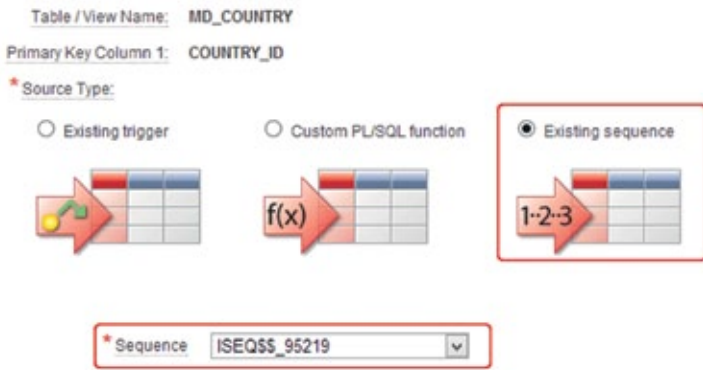 Table / View Name: MD_COUNTRY
Primary Key Column 1: COUNTRY_ID
* Source Type:
Existing trigger Custom PL/SQL function Existing sequence
f(x) 1··2··3
* Sequence ISEQ$$_95219